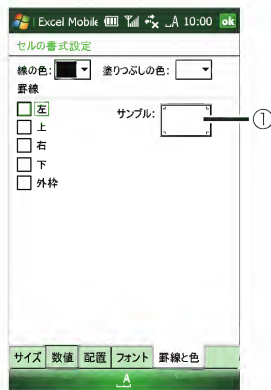 Excel Mobile A 10:00 ok
セルの書式設定
線の色: 塗りつぶしの色:
罫線
左
上
右
下
外枠
サンプル:
①
サイズ 数値 配置 フォント 罫線と色
A